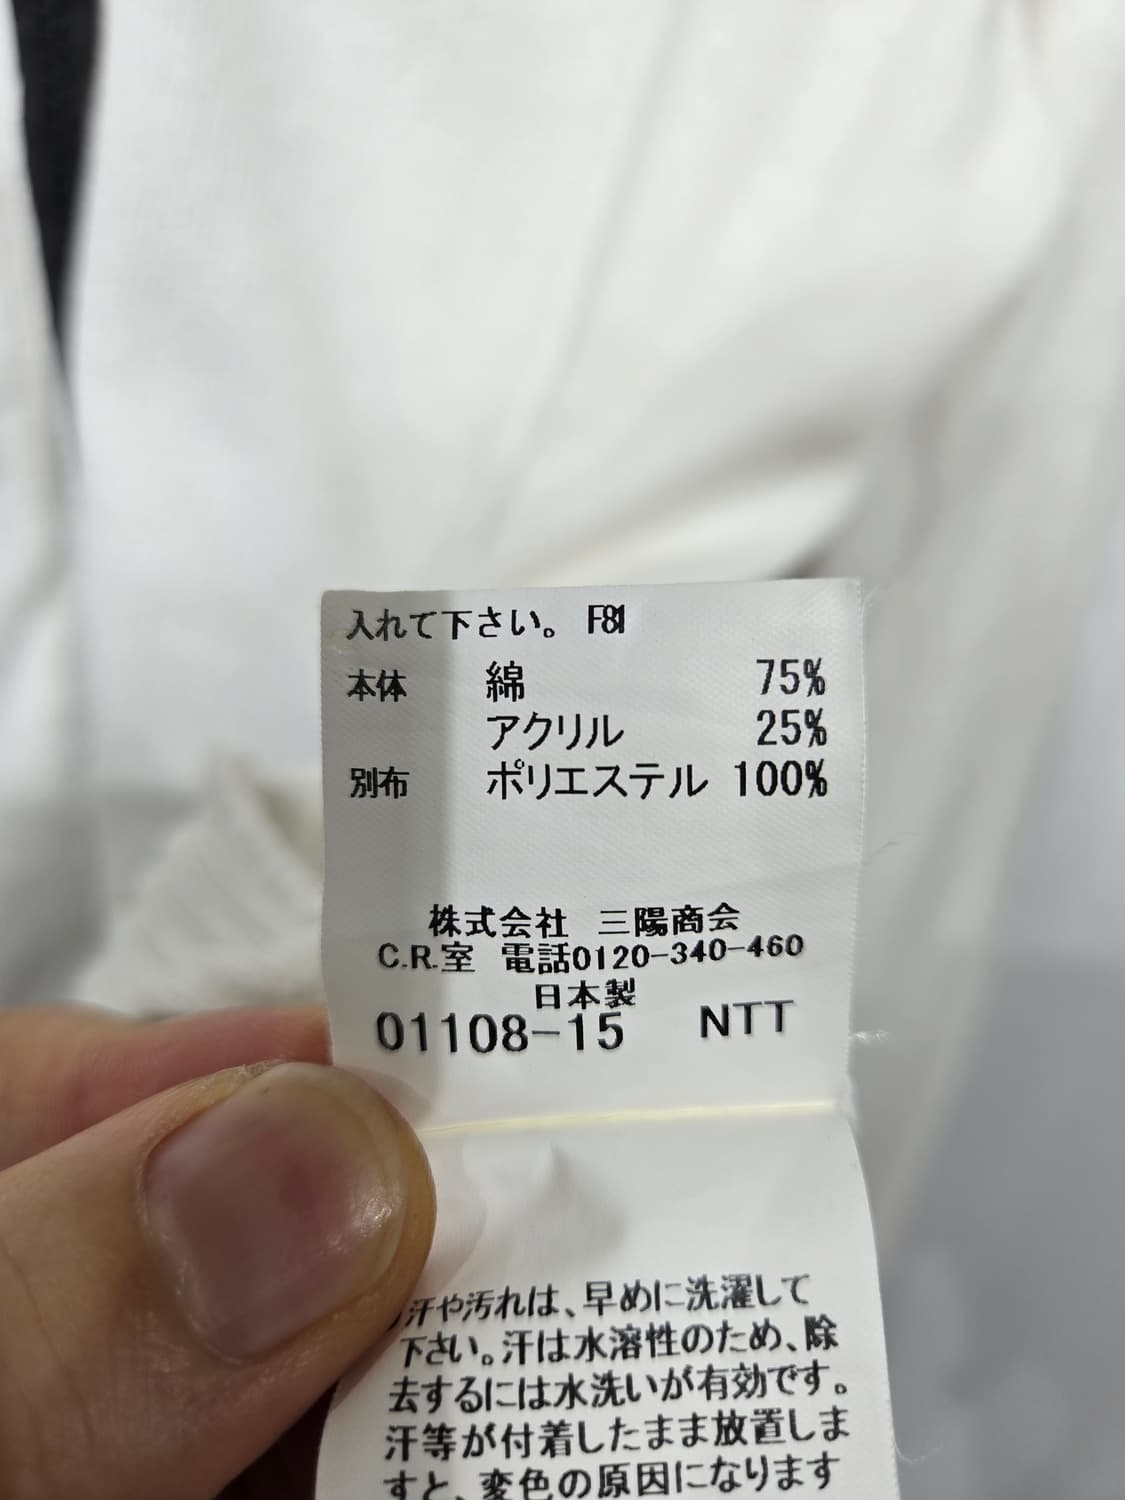 入れて下さい。 F81
本体 綿 75%
アクリル 25%
別布 ポリエステル 100%
株式会社 三陽商会
C.R.室 電話0120-340-460
日本製
01108-15 NTT
汗や汚れは、早めに洗濯して
下さい。汗は水溶性のため、除
去するには水洗いが有効です。
汗等が付着したまま放置しま
すと、変色の原因になります